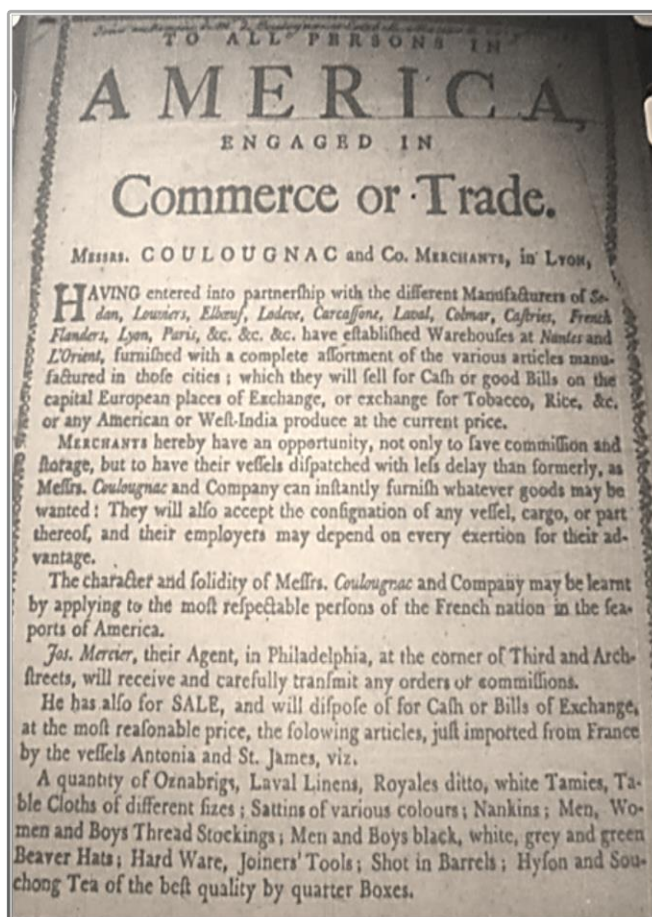 TO ALL PERSONS IN
AMERICA,
ENGAGED IN
Commerce or Trade.
MESSRS. COULOUGNAC and Co. MERCHANTS, in LYON,
HAVING entered into partnerſhip with the different Manufacturers of Se-
dan, Louviers, Elbœuf, Lodeve, Carcaſſone, Laval, Colmar, Caſtries, French
Flanders, Lyon, Paris, &c. &c. &c. have eſtabliſhed Warehouſes at Nantes and
L'Orient, furniſhed with a complete aſſortment of the various articles manu-
factured in thoſe cities; which they will ſell for Caſh or good Bills on the
capital European places of Exchange, or exchange for Tobacco, Rice, &c.
or any American or Weſt-India produce at the current price.
MERCHANTS hereby have an opportunity, not only to ſave commiſſion and
ſtorage, but to have their veſſels diſpatched with leſs delay than formerly, as
Meſſrs. Coulougnac and Company can inſtantly furniſh whatever goods may be
wanted: They will alſo accept the conſignation of any veſſel, cargo, or part
thereof, and their employers may depend on every exertion for their ad-
vantage.
The character and ſolidity of Meſſrs. Coulougnac and Company may be learnt
by applying to the moſt reſpectable perſons of the French nation in the ſea-
ports of America.
Jos. Mercier, their Agent, in Philadelphia, at the corner of Third and Arch-
ſtreets, will receive and carefully tranſmit any orders or commiſſions.
He has alſo for SALE, and will diſpoſe of for Caſh or Bills of Exchange,
at the moſt reaſonable price, the folowing articles, juſt imported from France
by the veſſels Antonia and St. James, viz.
A quantity of Oznabrigs, Laval Linens, Royales ditto, white Tamies, Ta-
ble Cloths of different ſizes; Sattins of various colours; Nankins; Men, Wo-
men and Boys Thread Stockings; Men and Boys black, white, grey and green
Beaver Hats; Hard Ware, Joiners' Tools; Shot in Barrels; Hyſon and Sou-
chong Tea of the beſt quality by quarter Boxes.